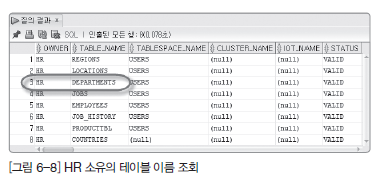 질의 결과 ×
SQL | 인출된 모든 행: 8(0.078초)
OWNER TABLE_NAME TABLESPACE_NAME CLUSTER_NAME IOT_NAME STATUS
1 HR REGIONS USERS (null) (null) VALID
2 HR LOCATIONS USERS (null) (null) VALID
3 HR DEPARTMENTS USERS (null) (null) VALID
4 HR JOBS USERS (null) (null) VALID
5 HR EMPLOYEES USERS (null) (null) VALID
6 HR JOB_HISTORY USERS (null) (null) VALID
7 HR PRODUCTTBL USERS (null) (null) VALID
8 HR COUNTRIES (null) (null) (null) VALID
[그림 6-8] HR 소유의 테이블 이름 조회